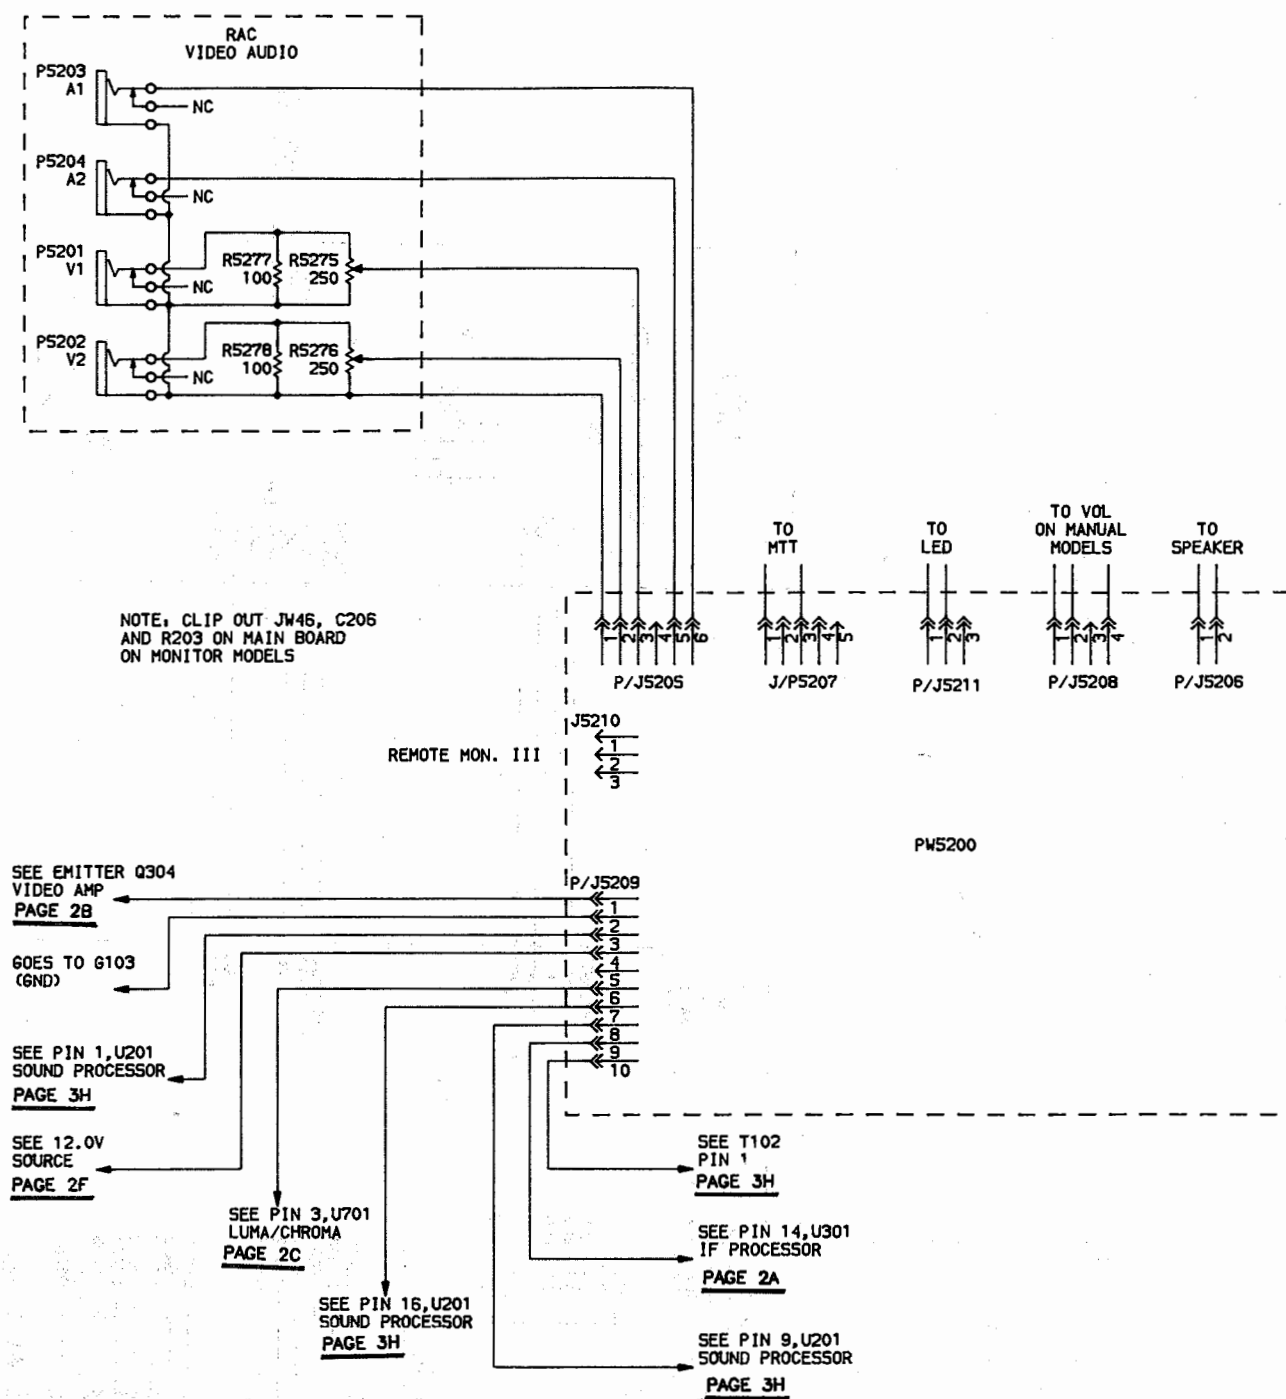 RAC
VIDEO AUDIO
P5203
A1
NC
P5204
A2
NC
P5201
V1
NC
R5277
100
R5275
250
P5202
V2
NC
R5278
100
R5276
250
NOTE: CLIP OUT JW46, C206
AND R203 ON MAIN BOARD
ON MONITOR MODELS
TO
MTT
TO
LED
TO VOL
ON MANUAL
MODELS
TO
SPEAKER
1 2 3 4 5 6
P/J5205
1 2 3 4 5
J/P5207
1 2 3
P/J5211
1 2 3 4
P/J5208
1 2
P/J5206
J5210
1
2
3
REMOTE MON. III
PW5200
P/J5209
1
2
3
4
5
6
7
8
9
10
SEE EMITTER Q304
VIDEO AMP
PAGE 2B
GOES TO G103
(GND)
SEE PIN 1,U201
SOUND PROCESSOR
PAGE 3H
SEE 12.0V
SOURCE
PAGE 2F
SEE PIN 3,U701
LUMA/CHROMA
PAGE 2C
SEE PIN 16,U201
SOUND PROCESSOR
PAGE 3H
SEE T102
PIN 1
PAGE 3H
SEE PIN 14,U301
IF PROCESSOR
PAGE 2A
SEE PIN 9,U201
SOUND PROCESSOR
PAGE 3H